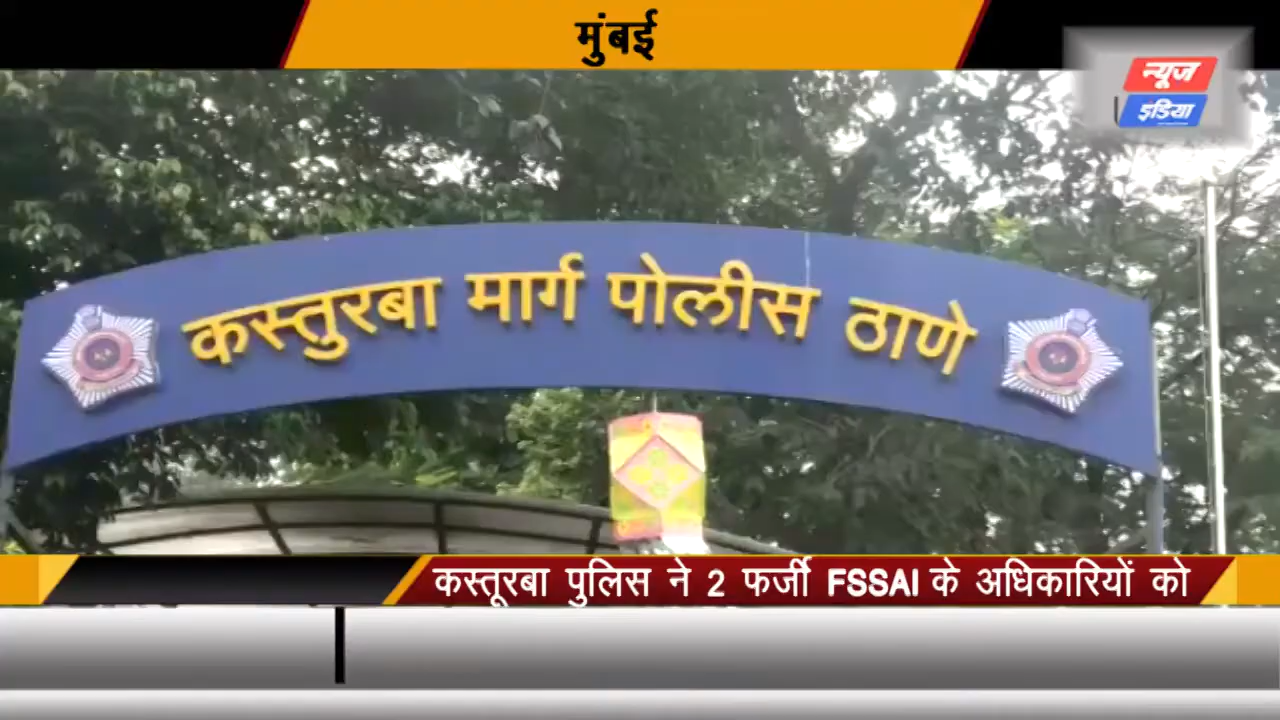 मुंबई
न्यूज
इंडिया
कस्तुरबा मार्ग पोलीस ठाणे
कस्तूरबा पुलिस ने 2 फर्जी FSSAI के अधिकारियों को